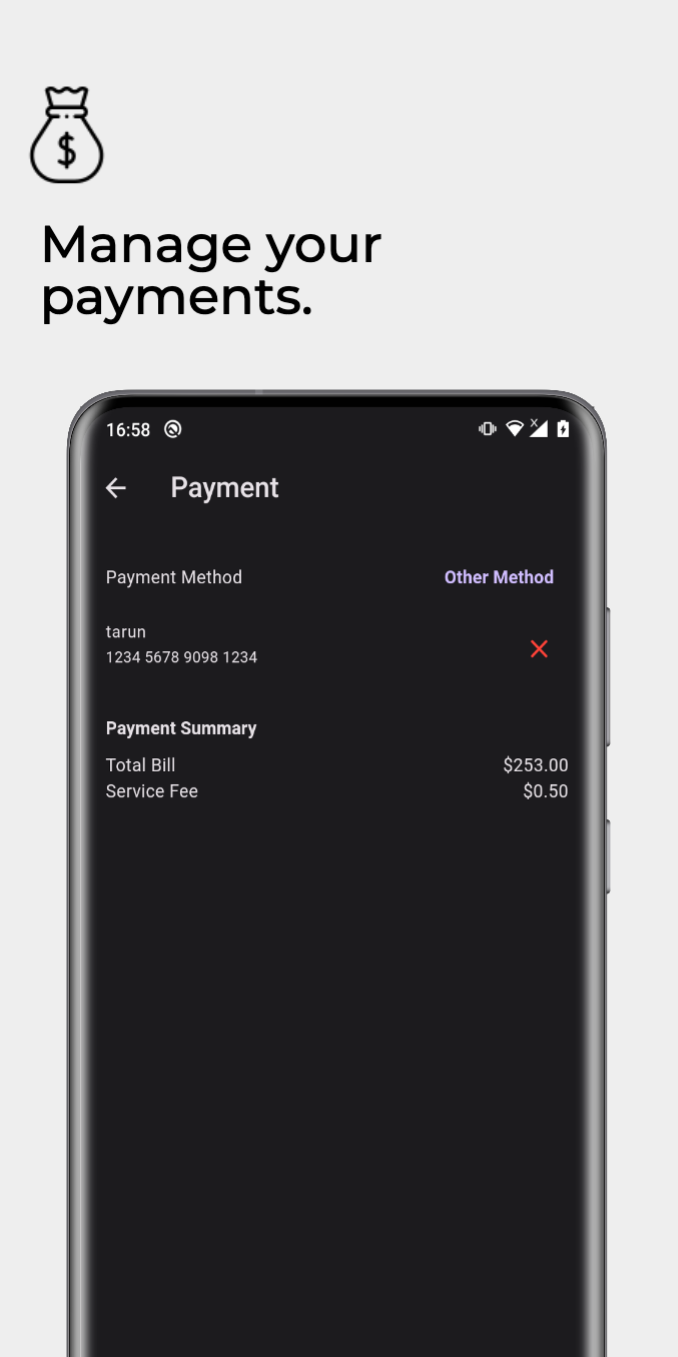 $
Manage your
payments.
16:58
X
Payment
Payment Method
Other Method
tarun
1234 5678 9098 1234
Payment Summary
Total Bill
$253.00
Service Fee
$0.50